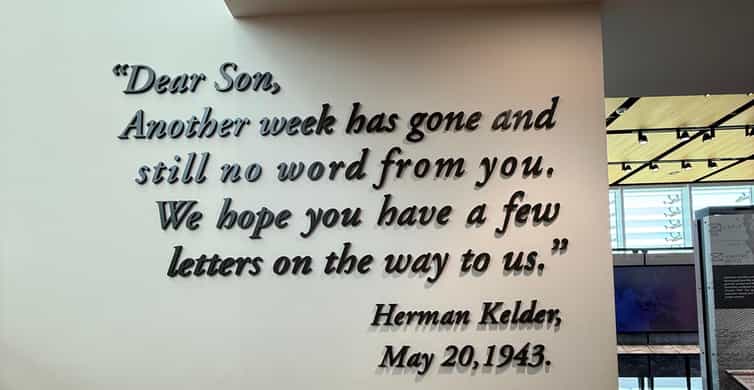 “Dear Son,
Another week has gone and
still no word from you.
We hope you have a few
letters on the way to us.”
Herman Kelder,
May 20,1943.